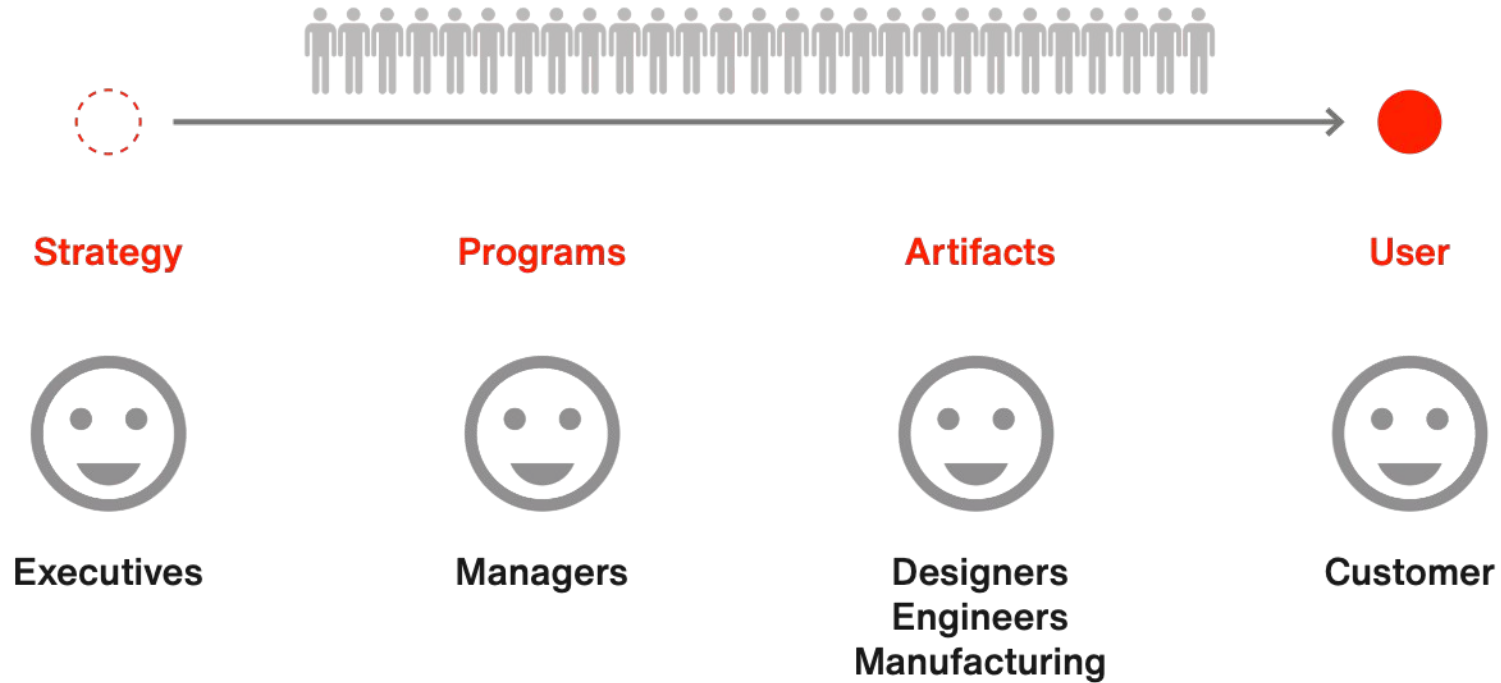 Strategy
Programs
Artifacts
User
Executives
Managers
Designers
Engineers
Manufacturing
Customer